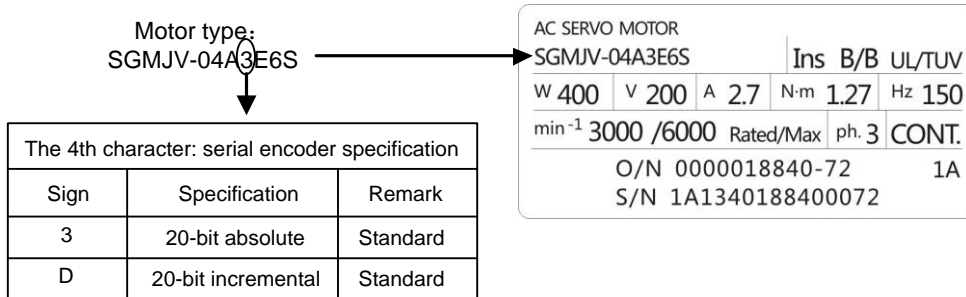 Motor type:
SGMJV-04A3E6S
The 4th character: serial encoder specification
Sign Specification Remark
3 20-bit absolute Standard
D 20-bit incremental Standard
AC SERVO MOTOR
SGMJV-04A3E6S Ins B/B UL/TUV
W 400 V 200 A 2.7 N·m 1.27 Hz 150
min-1 3000 /6000 Rated/Max ph. 3 CONT.
O/N 0000018840-72 1A
S/N 1A1340188400072